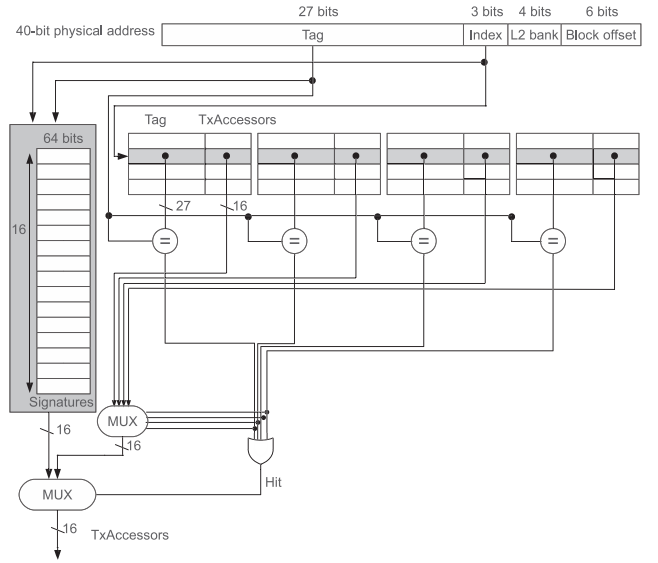 27 bits 3 bits 4 bits 6 bits
40-bit physical address Tag Index L2 bank Block offset
Tag TxAccessors
64 bits
27 16
16
= = = =
Signatures
MUX
16 16
Hit
MUX
16 TxAccessors